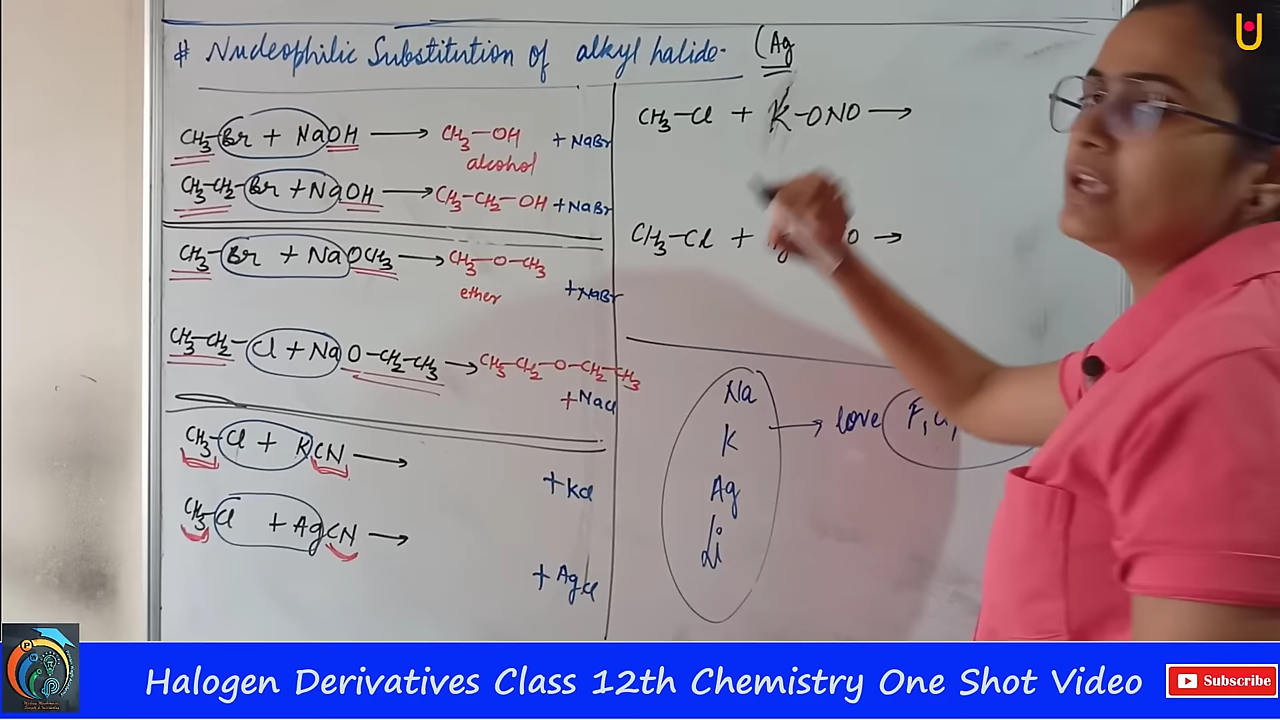 # Nucleophilic Substitution of alkyl halide- (Ag
CH3-Br + NaOH → CH3-OH + NaBr
alcohol
CH3-CH2-Br + NaOH → CH3-CH2-OH + NaBr
CH3-Br + NaOCH3 → CH3-O-CH3
ether + NaBr
CH3-CH2-Cl + Na O-CH2-CH3 → CH3-CH2-O-CH2-CH3
+ NaCl
CH3-Cl + KCN →
+ KCl
CH3-Cl + AgCN →
+ AgCl
CH3-Cl + K-ONO →
CH3-Cl + Ag O →
Na
K → love F, Cl,
Ag
Li
Halogen Derivatives Class 12th Chemistry One Shot Video
Subscribe